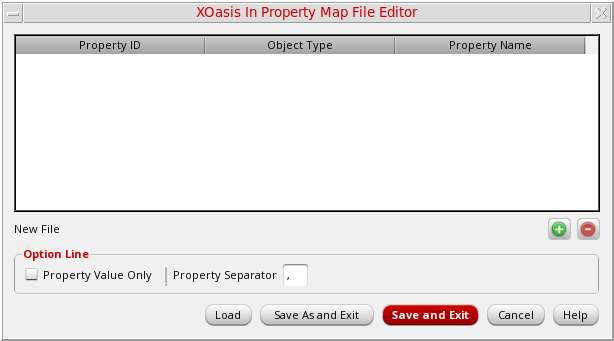 XOasis In Property Map File Editor
Property ID Object Type Property Name
New File
Option Line
Property Value Only Property Separator ,
Load Save As and Exit Save and Exit Cancel Help